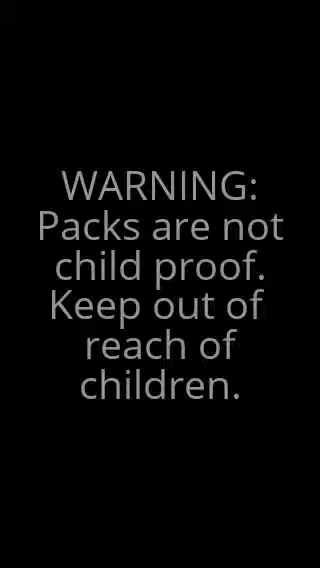 WARNING:
Packs are not
child proof.
Keep out of
reach of
children.